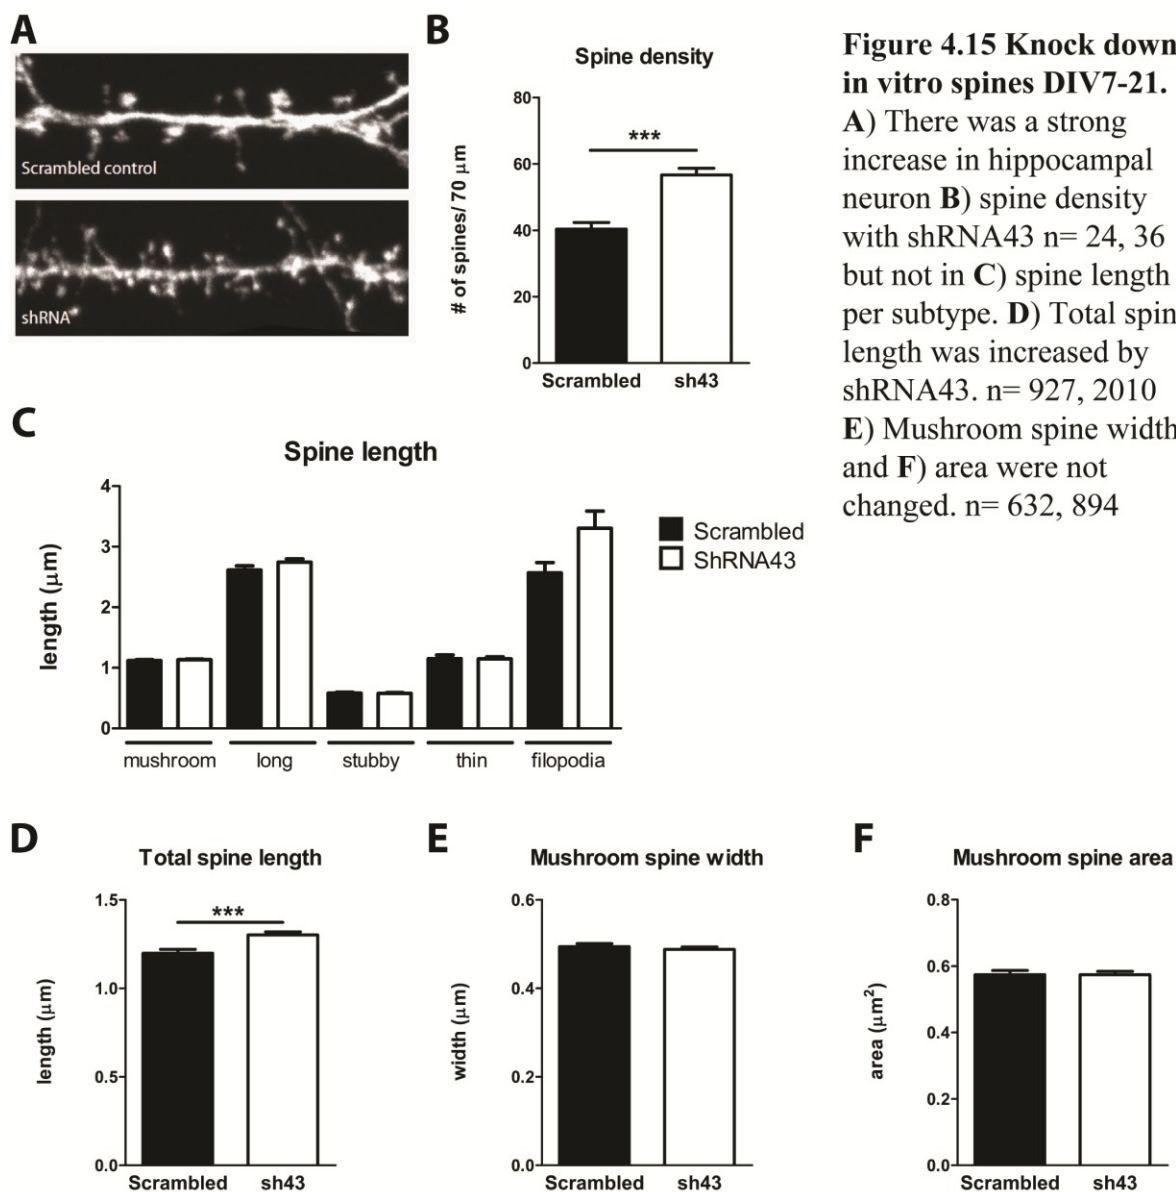 A
Scrambled control
shRNA
B
Spine density
# of spines/ 70 μm
80
60
40
20
0
***
Scrambled
sh43
Figure 4.15 Knock down
in vitro spines DIV7-21.
A) There was a strong
increase in hippocampal
neuron B) spine density
with shRNA43 n= 24, 36
but not in C) spine length
per subtype. D) Total spin
length was increased by
shRNA43. n= 927, 2010
E) Mushroom spine width
and F) area were not
changed. n= 632, 894
C
Spine length
length (μm)
4
3
2
1
0
mushroom
long
stubby
thin
filopodia
Scrambled
ShRNA43
D
Total spine length
length (μm)
1.5
1.0
0.5
0.0
***
Scrambled
sh43
E
Mushroom spine width
width (μm)
0.6
0.4
0.2
0.0
Scrambled
sh43
F
Mushroom spine area
area (μm²)
0.8
0.6
0.4
0.2
0.0
Scrambled
sh43